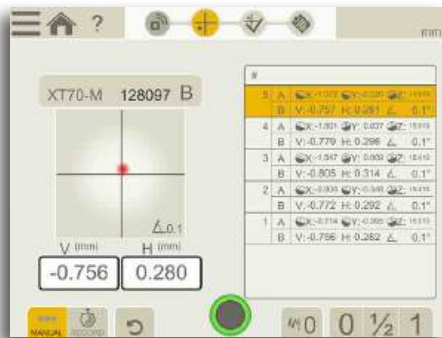 ?
mm
XT70-M 128097 B
0.1
V (mm) H (mm)
-0.756 0.280
MANUAL RECORD
#
5 A X: Y: Z:
B V:-0.757 H: 0.281 0.1°
4 A X: Y: Z:
B V:-0.779 H: 0.296 0.1°
3 A X: Y: Z:
B V:-0.805 H: 0.314 0.1°
2 A X: Y: Z:
B V:-0.772 H: 0.292 0.1°
1 A X: Y: Z:
B V:-0.756 H: 0.282 0.1°
0 0 ½ 1